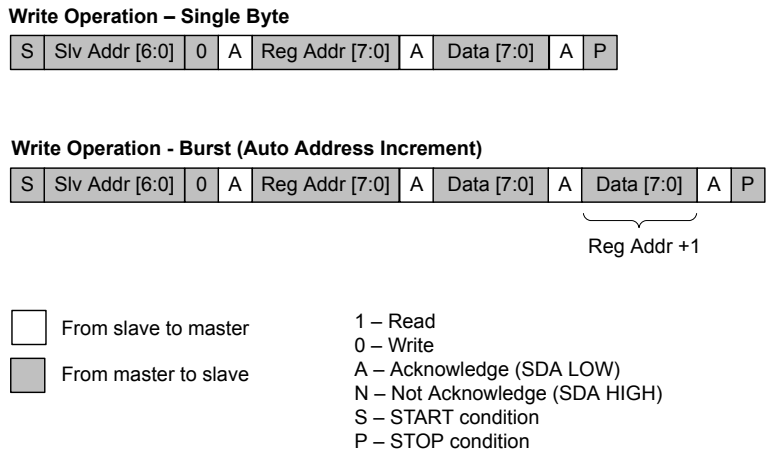 Write Operation – Single Byte
S Slv Addr [6:0] 0 A Reg Addr [7:0] A Data [7:0] A P
Write Operation - Burst (Auto Address Increment)
S Slv Addr [6:0] 0 A Reg Addr [7:0] A Data [7:0] A Data [7:0] A P
Reg Addr +1
From slave to master
From master to slave
1 – Read
0 – Write
A – Acknowledge (SDA LOW)
N – Not Acknowledge (SDA HIGH)
S – START condition
P – STOP condition